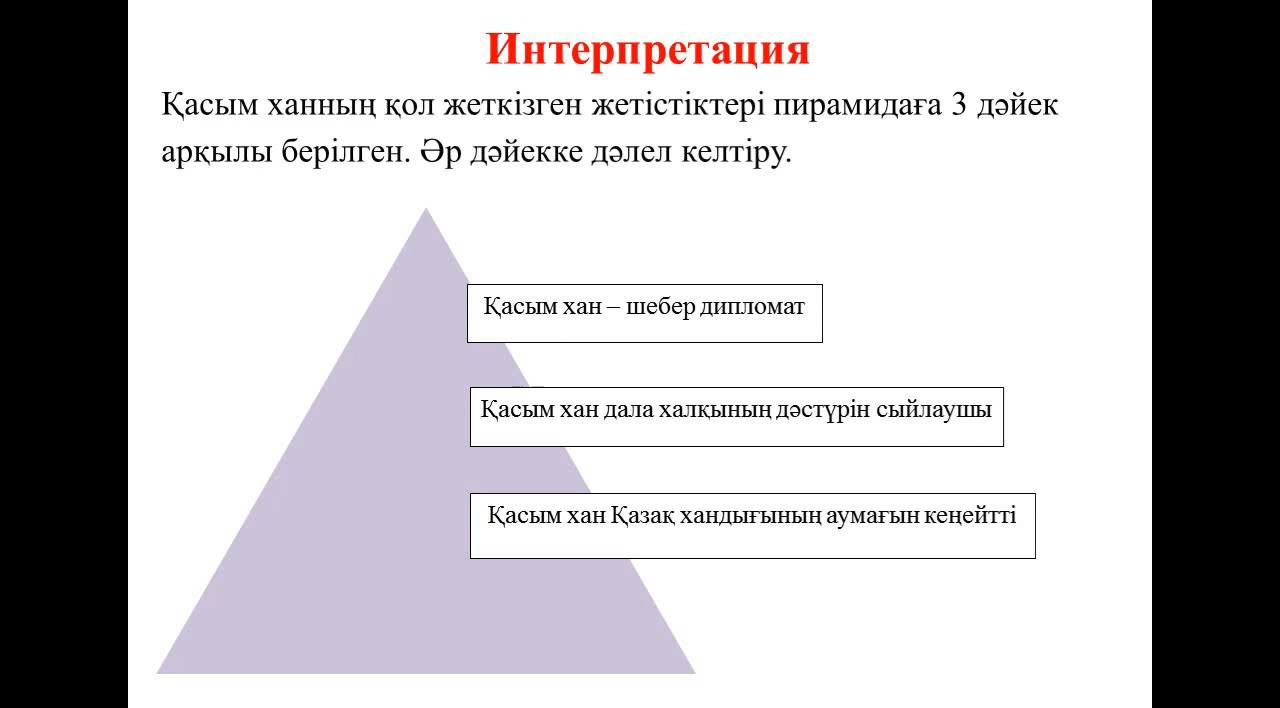 Интерпретация
Қасым ханның қол жеткізген жетістіктері пирамидаға 3 дәйек
арқылы берілген. Әр дәйекке дәлел келтіру.
Қасым хан – шебер дипломат
Қасым хан дала халқының дәстүрін сыйлаушы
Қасым хан Қазақ хандығының аумағын кеңейтті